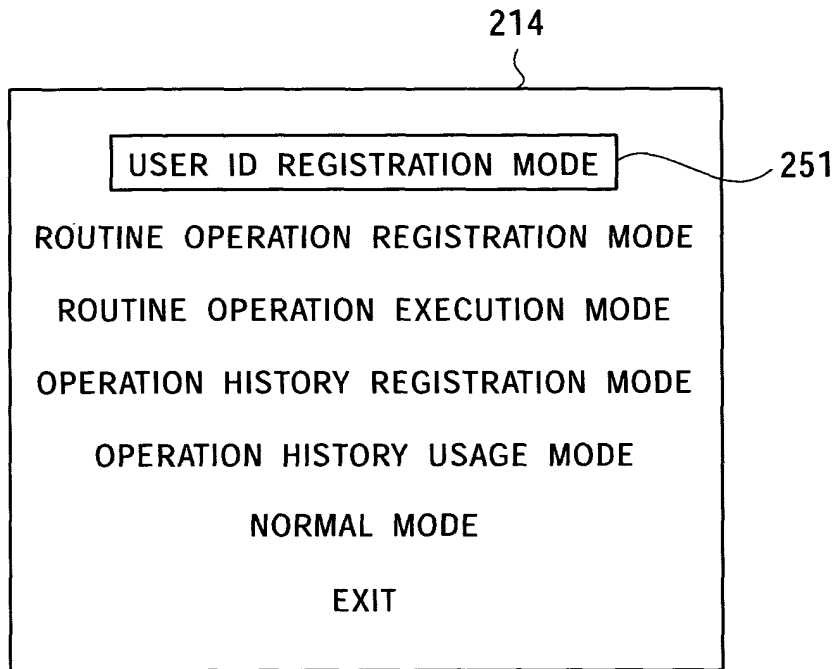 214
USER ID REGISTRATION MODE
251
ROUTINE OPERATION REGISTRATION MODE
ROUTINE OPERATION EXECUTION MODE
OPERATION HISTORY REGISTRATION MODE
OPERATION HISTORY USAGE MODE
NORMAL MODE
EXIT